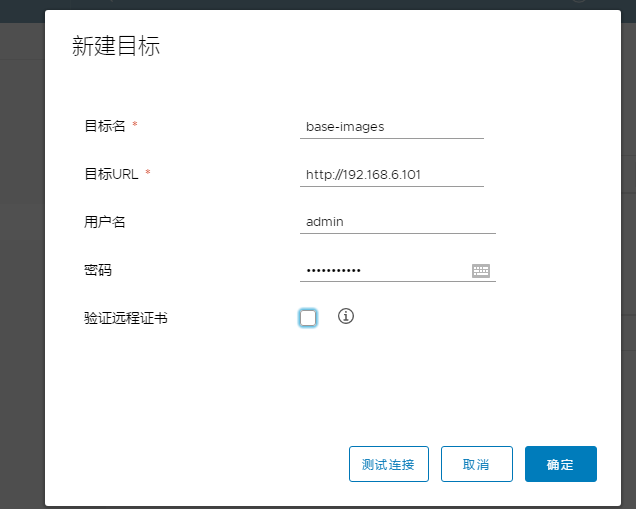 新建目标
目标名 * base-images
目标URL * http://192.168.6.101
用户名 admin
密码 •••••••••••
验证远程证书
测试连接 取消 确定